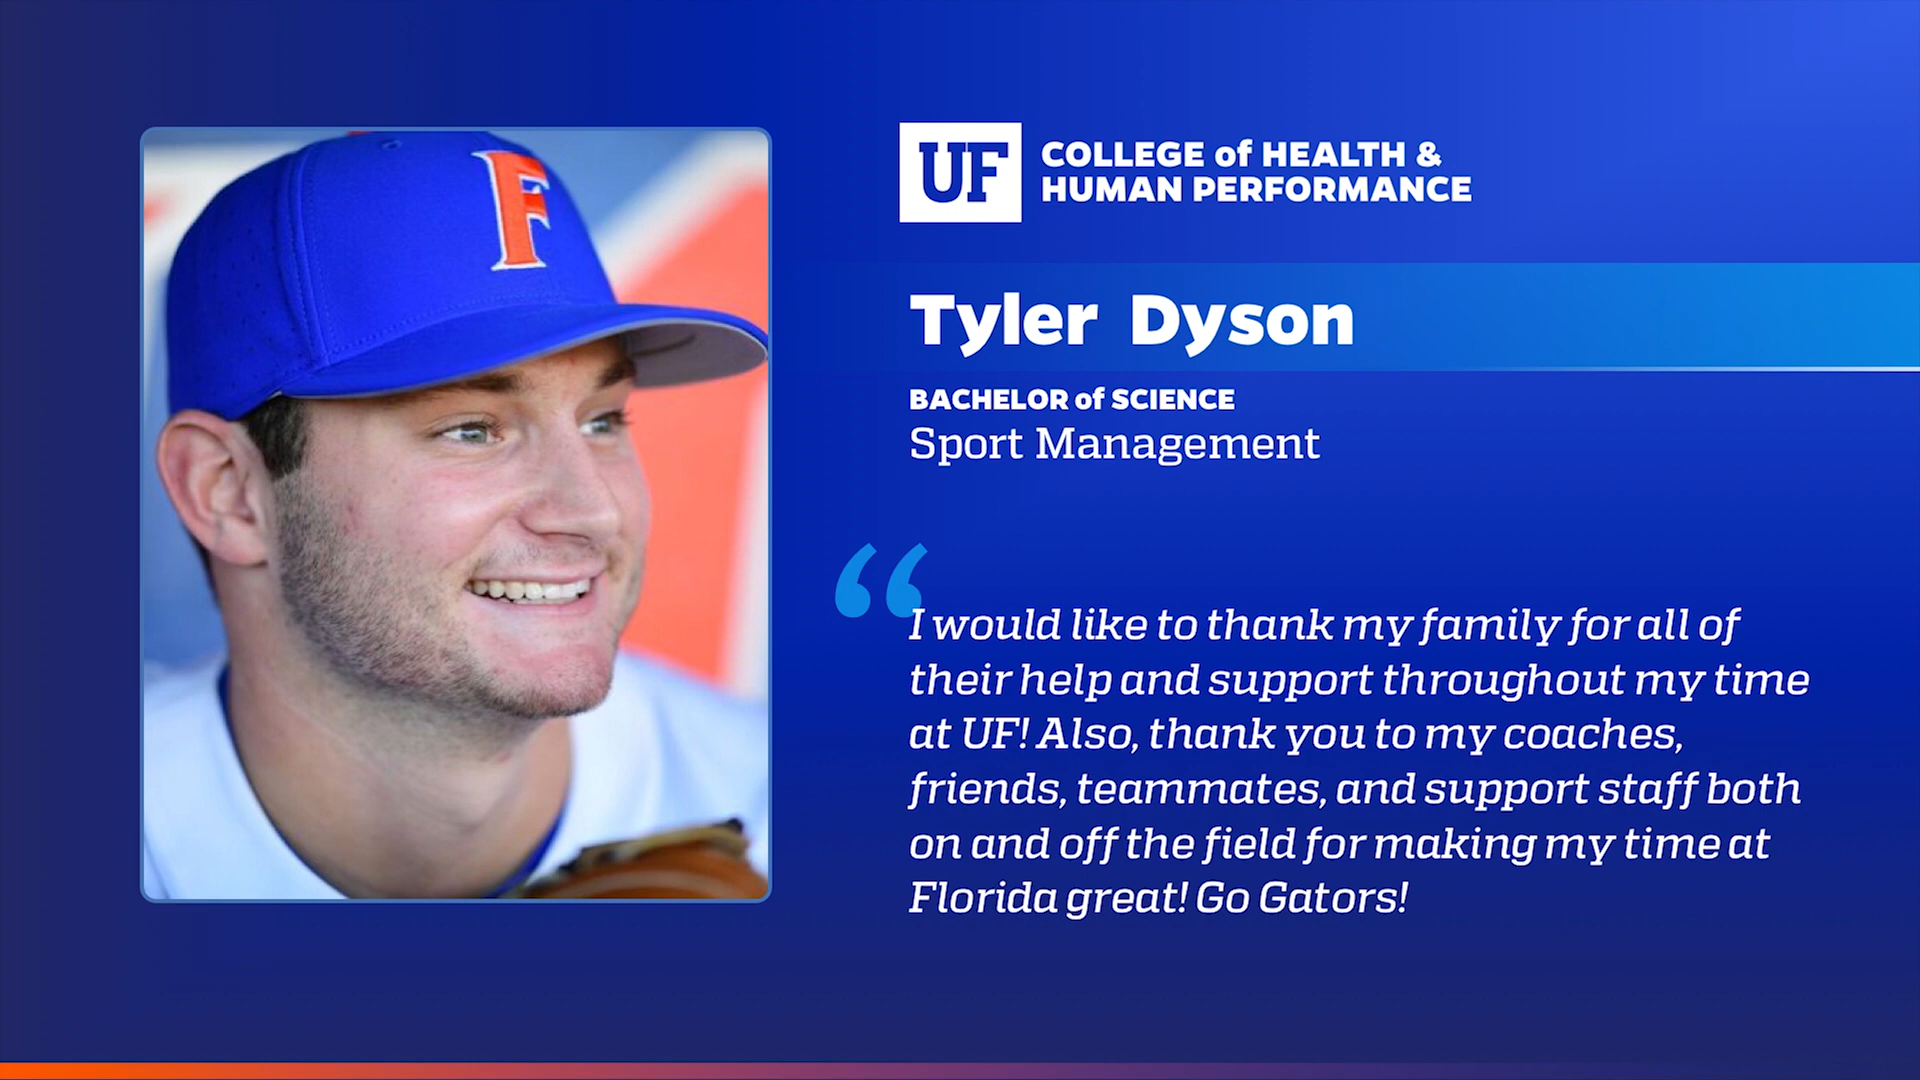 F
UF
COLLEGE of HEALTH &
HUMAN PERFORMANCE
Tyler Dyson
BACHELOR of SCIENCE
Sport Management
“I would like to thank my family for all of
their help and support throughout my time
at UF! Also, thank you to my coaches,
friends, teammates, and support staff both
on and off the field for making my time at
Florida great! Go Gators!